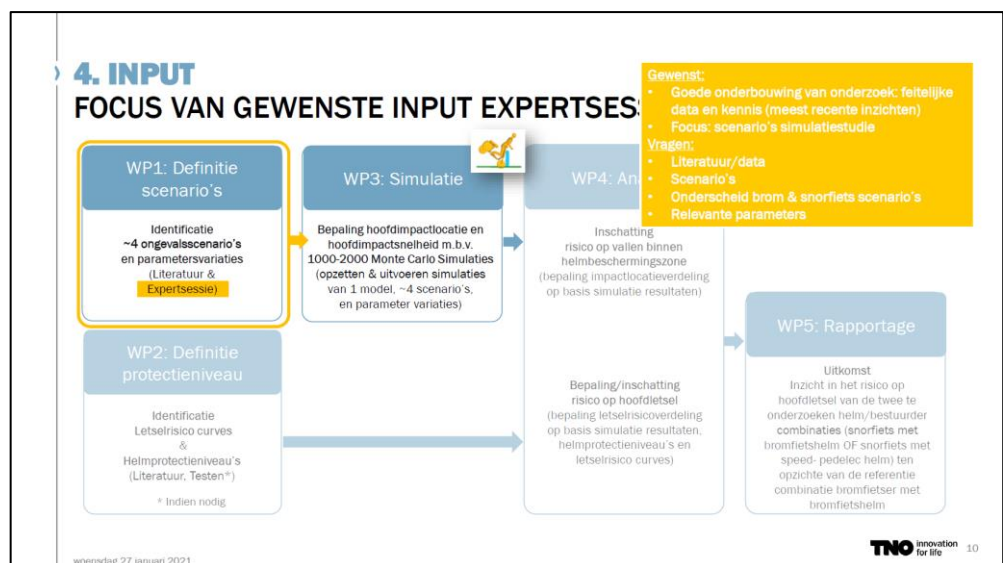 4. INPUT
FOCUS VAN GEWENSTE INPUT EXPERTSES
Gewenst:
• Goede onderbouwing van onderzoek: feitelijke
data en kennis (meest recente inzichten)
• Focus: scenario's simulatiestudie
Vragen:
• Literatuur/data
• Scenario's
• Onderscheid brom & snorfiets scenario's
• Relevante parameters
WP1: Definitie
scenario's
Identificatie
~4 ongevalsscenario's
en parametersvariaties
(Literatuur &
Expertsessie)
WP3: Simulatie
Bepaling hoofdimpactlocatie en
hoofdimpactsnelheid m.b.v.
1000-2000 Monte Carlo Simulaties
(opzetten & uitvoeren simulaties
van 1 model, ~4 scenario's,
en parameter variaties)
WP4: Ana
Inschatting
risico op vallen binnen
helmbeschermingszone
(bepaling impactlocatieverdeling
op basis simulatie resultaten)
Bepaling/inschatting
risico op hoofdletsel
(bepaling letselrisicoverdeling
op basis simulatie resultaten,
helmprotectieniveau's en
letselrisico curves)
WP2: Definitie
protectieniveau
Identificatie
Letselrisico curves
&
Helmprotectieniveau's
(Literatuur, Testen*)
* Indien nodig
WP5: Rapportage
Uitkomst
Inzicht in het risico op
hoofdletsel van de twee te
onderzoeken helm/bestuurder
combinaties (snorfiets met
bromfietshelm OF snorfiets met
speed- pedelec helm) ten
opzichte van de referentie
combinatie bromfietser met
bromfietshelm
woensdag 27 januari 2021
TNO innovation
for life
10